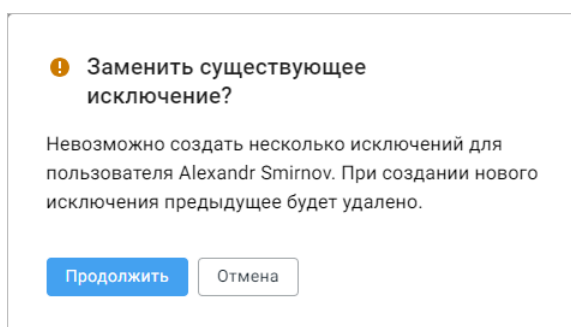 Заменить существующее
исключение?
Невозможно создать несколько исключений для
пользователя Alexandr Smirnov. При создании нового
исключения предыдущее будет удалено.
Продолжить Отмена